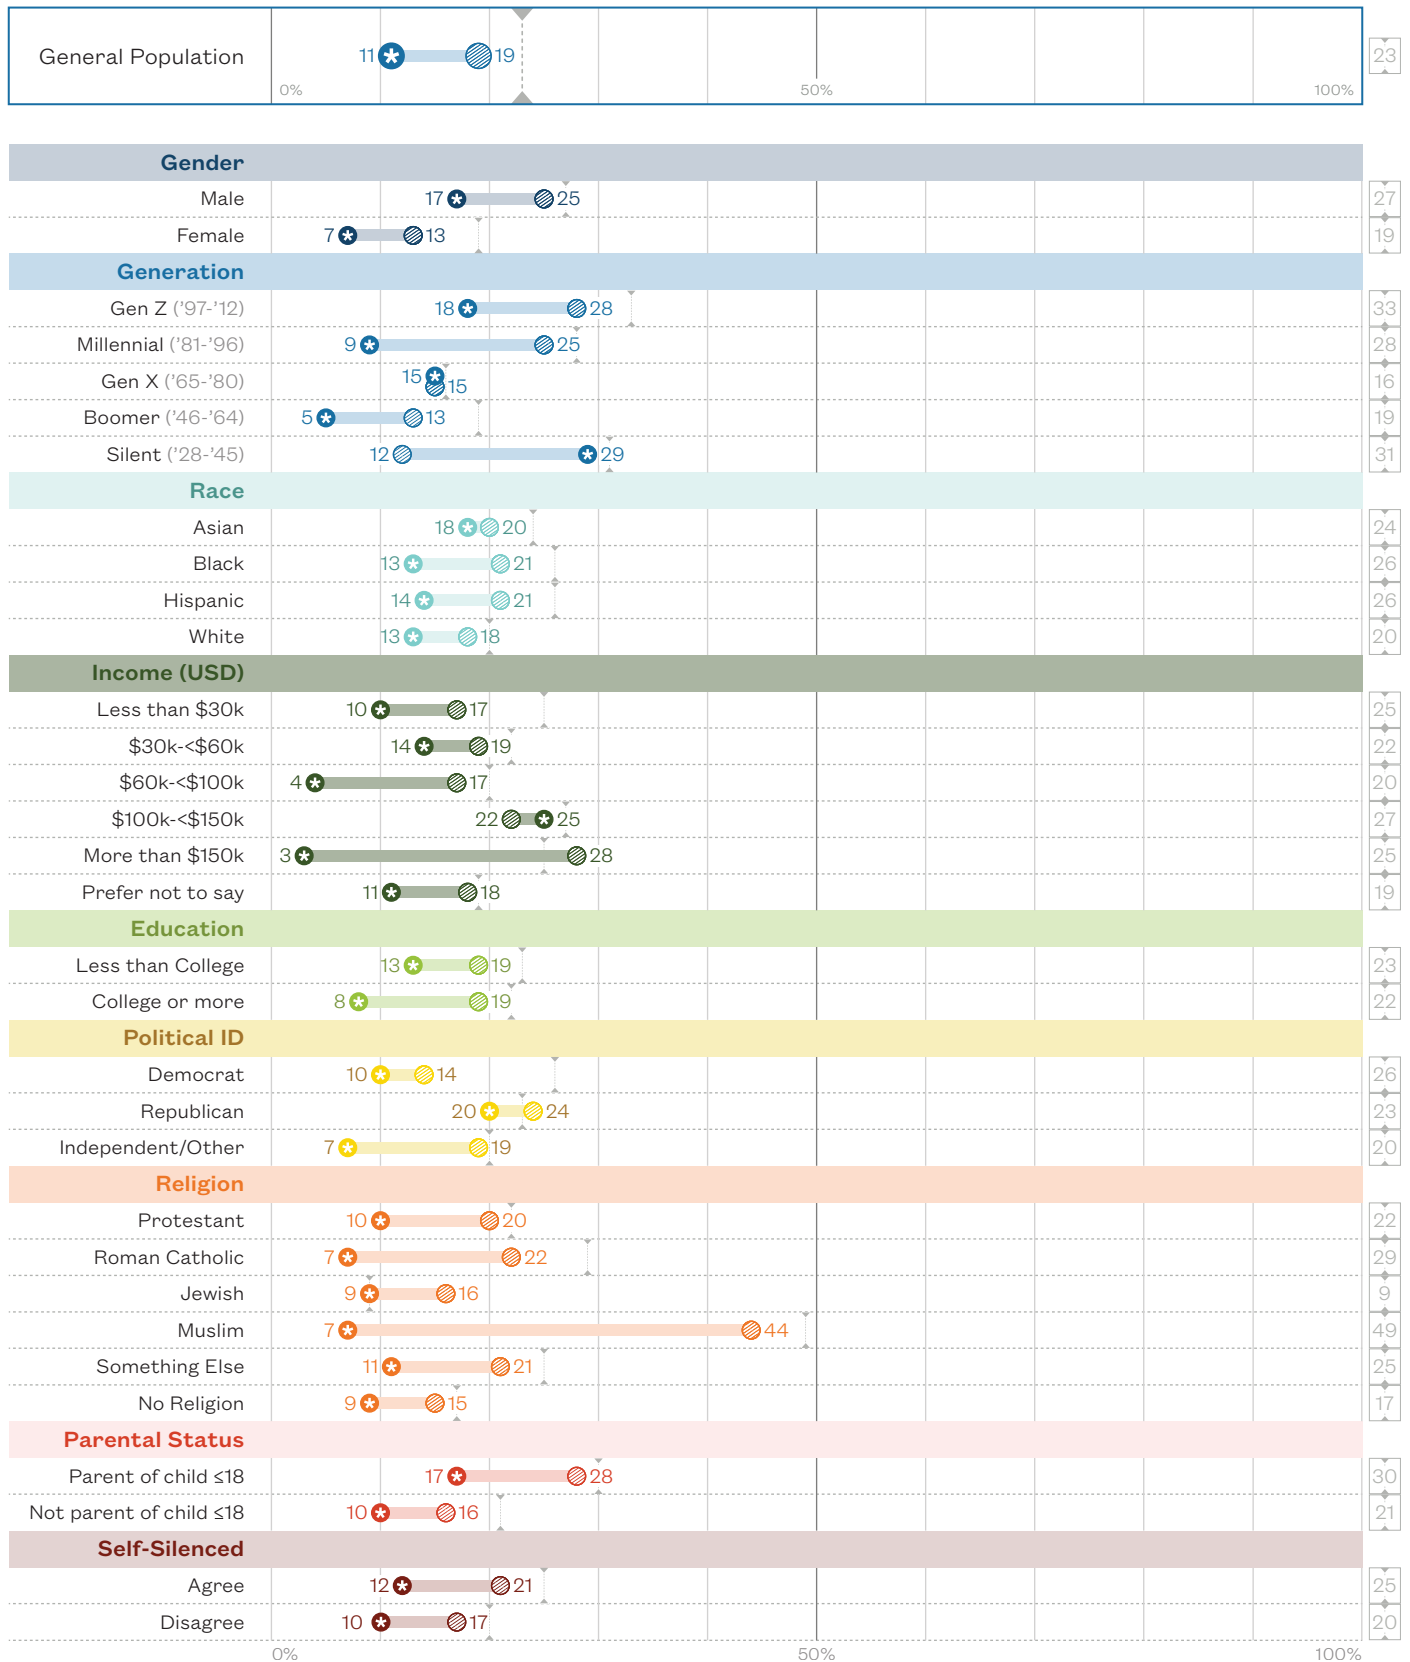 General Population 11 19 23
0% 50% 100%
Gender
Male 17 25 27
Female 7 13 19
Generation
Gen Z ('97-'12) 18 28 33
Millennial ('81-'96) 9 25 28
Gen X ('65-'80) 15 15 16
Boomer ('46-'64) 5 13 19
Silent ('28-'45) 12 29 31
Race
Asian 18 20 24
Black 13 21 26
Hispanic 14 21 26
White 13 18 20
Income (USD)
Less than $30k 10 17 25
$30k-<$60k 14 19 22
$60k-<$100k 4 17 20
$100k-<$150k 22 25 27
More than $150k 3 28 25
Prefer not to say 11 18 19
Education
Less than College 13 19 23
College or more 8 19 22
Political ID
Democrat 10 14 26
Republican 20 24 23
Independent/Other 7 19 20
Religion
Protestant 10 20 22
Roman Catholic 7 22 29
Jewish 9 16 9
Muslim 7 44 49
Something Else 11 21 25
No Religion 9 15 17
Parental Status
Parent of child ≤18 17 28 30
Not parent of child ≤18 10 16 21
Self-Silenced
Agree 12 21 25
Disagree 10 17 20
0% 50% 100%